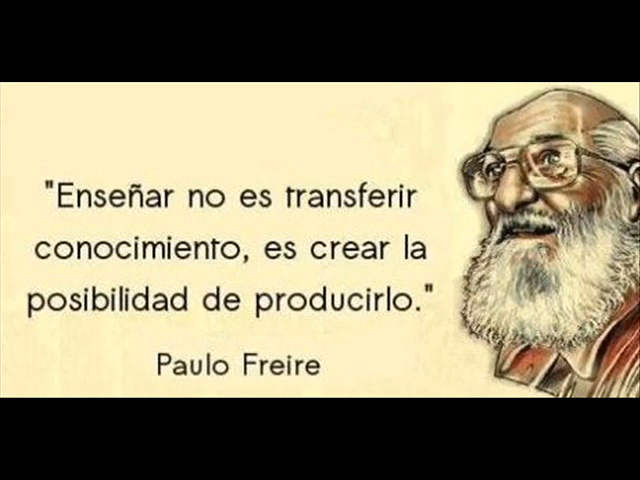 "Enseñar no es transferir
conocimiento, es crear la
posibilidad de producirlo."
Paulo Freire